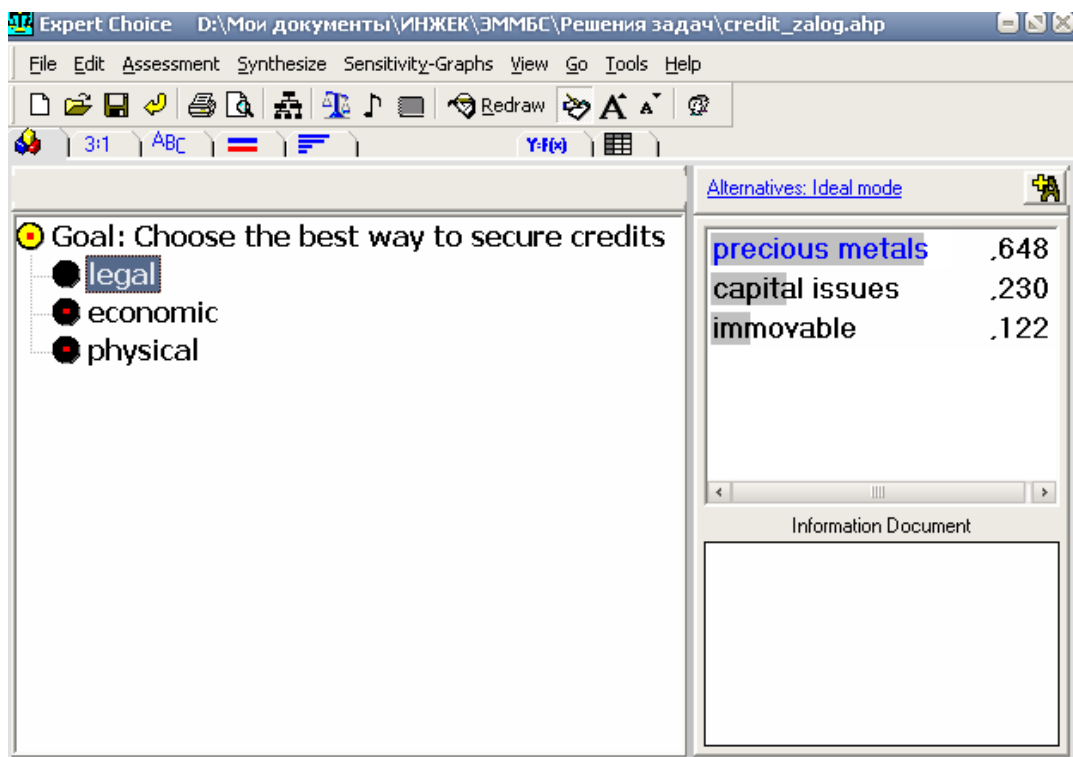 Expert Choice D:\Мои документы\ИНЖЕК\ЭММБС\Решения задач\credit_zalog.ahp
File Edit Assessment Synthesize Sensitivity-Graphs View Go Tools Help
Redraw A A
3:1 ABC Y=F(x)
Alternatives: Ideal mode A
Goal: Choose the best way to secure credits
legal
economic
physical
precious metals ,648
capital issues ,230
immovable ,122
Information Document